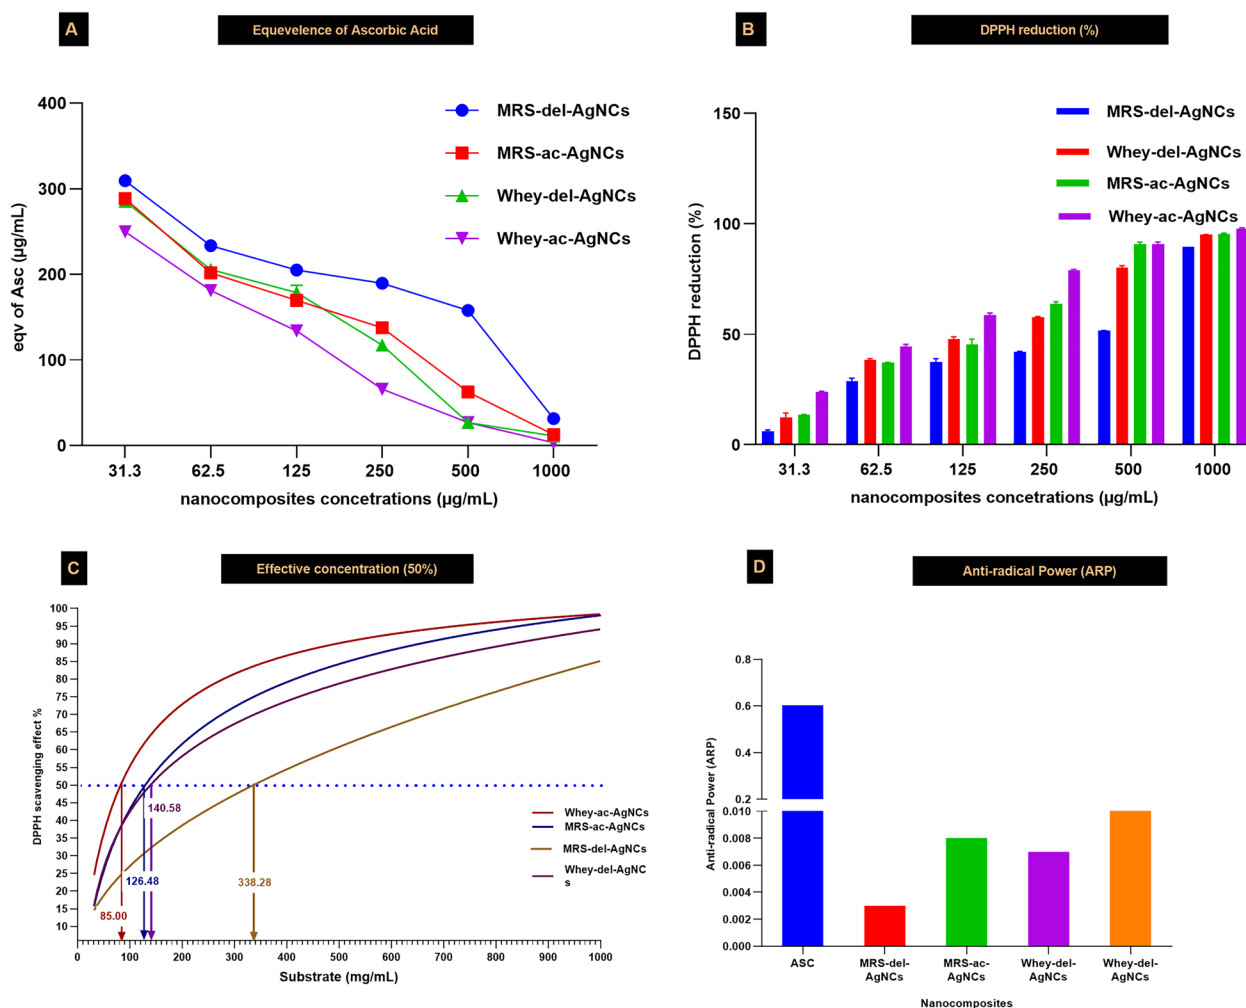 A
Equevelence of Ascorbic Acid
400
300
200
100
0
eqv of Asc (µg/mL)
MRS-del-AgNCs
MRS-ac-AgNCs
Whey-del-AgNCs
Whey-ac-AgNCs
31.3 62.5 125 250 500 1000
nanocomposites concetrations (µg/mL)
B
DPPH reduction (%)
150
100
50
0
DPPH reduction (%)
MRS-del-AgNCs
Whey-del-AgNCs
MRS-ac-AgNCs
Whey-ac-AgNCs
31.3 62.5 125 250 500 1000
nanocomposites concetrations (µg/mL)
C
Effective concentration (50%)
100
95
90
85
80
75
70
65
60
55
50
45
40
35
30
25
20
15
10
DPPH scavenging effect %
140.58
126.48
338.28
85.00
Whey-ac-AgNCs
MRS-ac-AgNCs
MRS-del-AgNCs
Whey-del-AgNC
s
0 100 200 300 400 500 600 700 800 900 1000
Substrate (mg/mL)
D
Anti-radical Power (ARP)
0.8
0.6
0.4
0.2
0.010
0.008
0.006
0.004
0.002
0.000
Anti-radical Power (ARP)
ASC MRS-del- MRS-ac- Whey-del- Whey-del-
AgNCs AgNCs AgNCs AgNCs
Nanocomposites